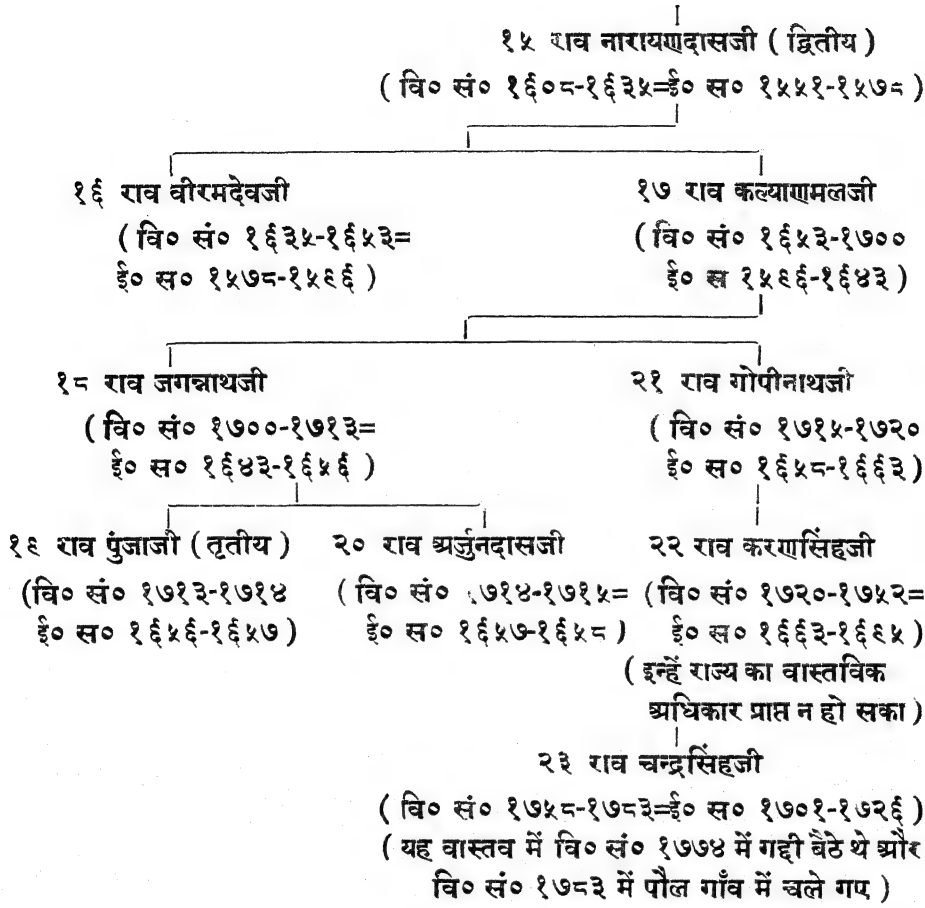 १५ राव नारायणदासजी ( द्वितीय )
( वि० सं० १६०८-१६३५=ई० स० १५५१-१५७८ )
१६ राव वीरमदेवजी
( वि० सं० १६३५-१६५३=
ई० स० १५७८-१५९६ )
१७ राव कल्याणमलजी
( वि० सं० १६५३-१७००
ई० स १५९६-१६४३ )
१८ राव जगन्नाथजी
( वि० सं० १७००-१७१३=
ई० स० १६४३-१६५६ )
२१ राव गोपीनाथजी
( वि० सं० १७१५-१७२०
ई० स० १६५८-१६६३ )
१९ राव पुंजाजी ( तृतीय )
(वि० सं० १७१३-१७१४
ई० स० १६५६-१६५७ )
२० राव अर्जुनदासजी
( वि० सं० ७१४-१७१५=
ई० स० १६५७-१६५८ )
२२ राव करणसिंहजी
(वि० सं० १७२०-१७५२=
ई० स० १६६३-१६९५ )
( इन्हें राज्य का वास्तविक
अधिकार प्राप्त न हो सका )
२३ राव चन्द्रसिंहजी
( वि० सं० १७५८-१७८३=ई० स० १७०१-१७२६ )
( यह वास्तव में वि० सं० १७७४ में गद्दी बैठे थे और
वि० सं० १७८३ में पौल गाँव में चले गए )